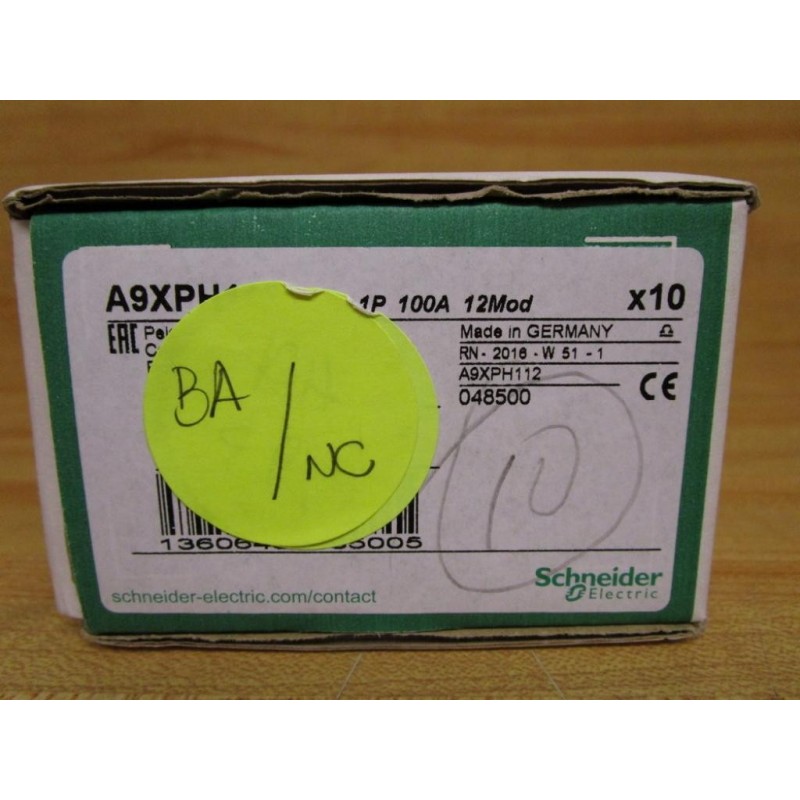 1P 100A 12Mod x10
EAC Made in GERMANY
RN - 2016 - W 51 - 1
A9XPH112
048500 CE
BA / NC
10
schneider-electric.com/contact
Schneider
Electric